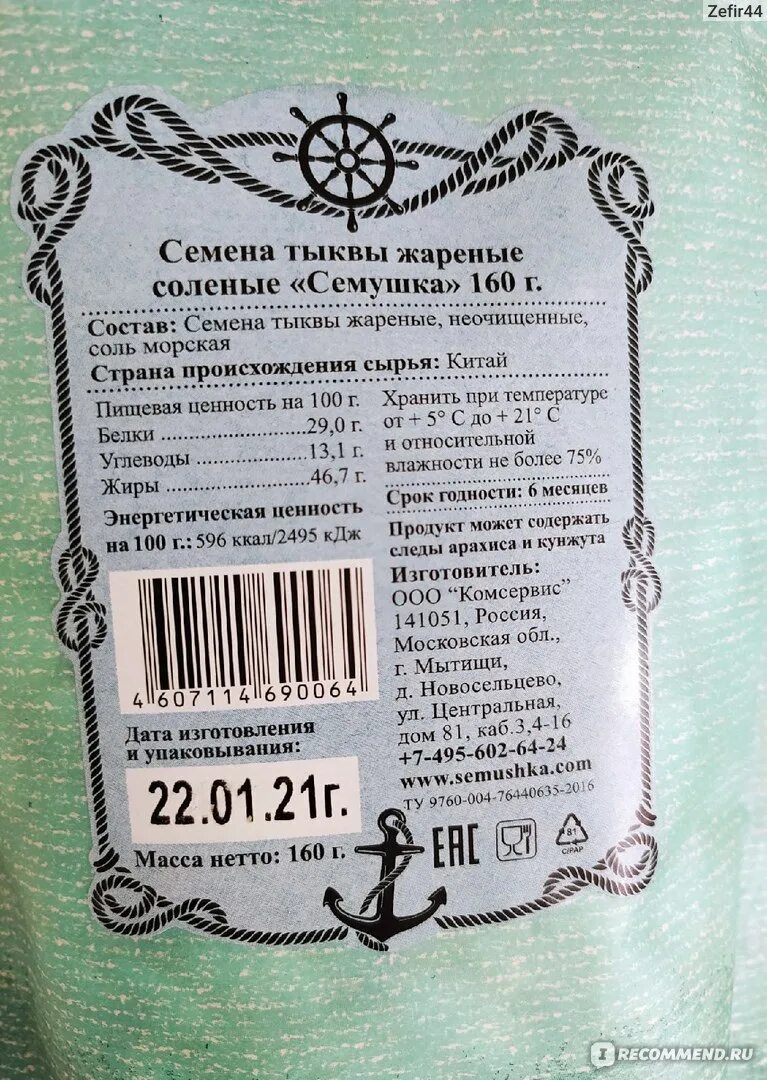 Zefir44
Семена тыквы жареные
соленые «Семушка» 160 г.
Состав: Семена тыквы жареные, неочищенные,
соль морская
Страна происхождения сырья: Китай
Пищевая ценность на 100 г.
Белки ....................29,0 г.
Углеводы ...............13,1 г.
Жиры .....................46,7 г.
Энергетическая ценность
на 100 г.: 596 ккал/2495 кДж
Хранить при температуре
от + 5° С до + 21° С
и относительной
влажности не более 75%
Срок годности: 6 месяцев
Продукт может содержать
следы арахиса и кунжута
Изготовитель:
ООО “Комсервис”
141051, Россия,
Московская обл.,
г. Мытищи,
д. Новосельцево,
ул. Центральная,
дом 81, каб.3,4-16
+7-495-602-64-24
www.semushka.com
ТУ 9760-004-76440635-2016
4 607114 690064
Дата изготовления
и упаковывания:
22.01.21г.
Масса нетто: 160 г.
EAC
81
C/PAP
IRECOMMEND.RU